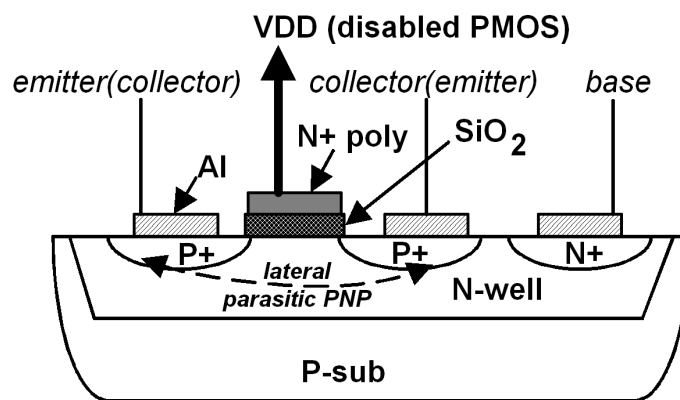 VDD (disabled PMOS)
emitter(collector)
collector(emitter)
base
N+ poly
SiO2
Al
P+
P+
N+
lateral
parasitic PNP
N-well
P-sub